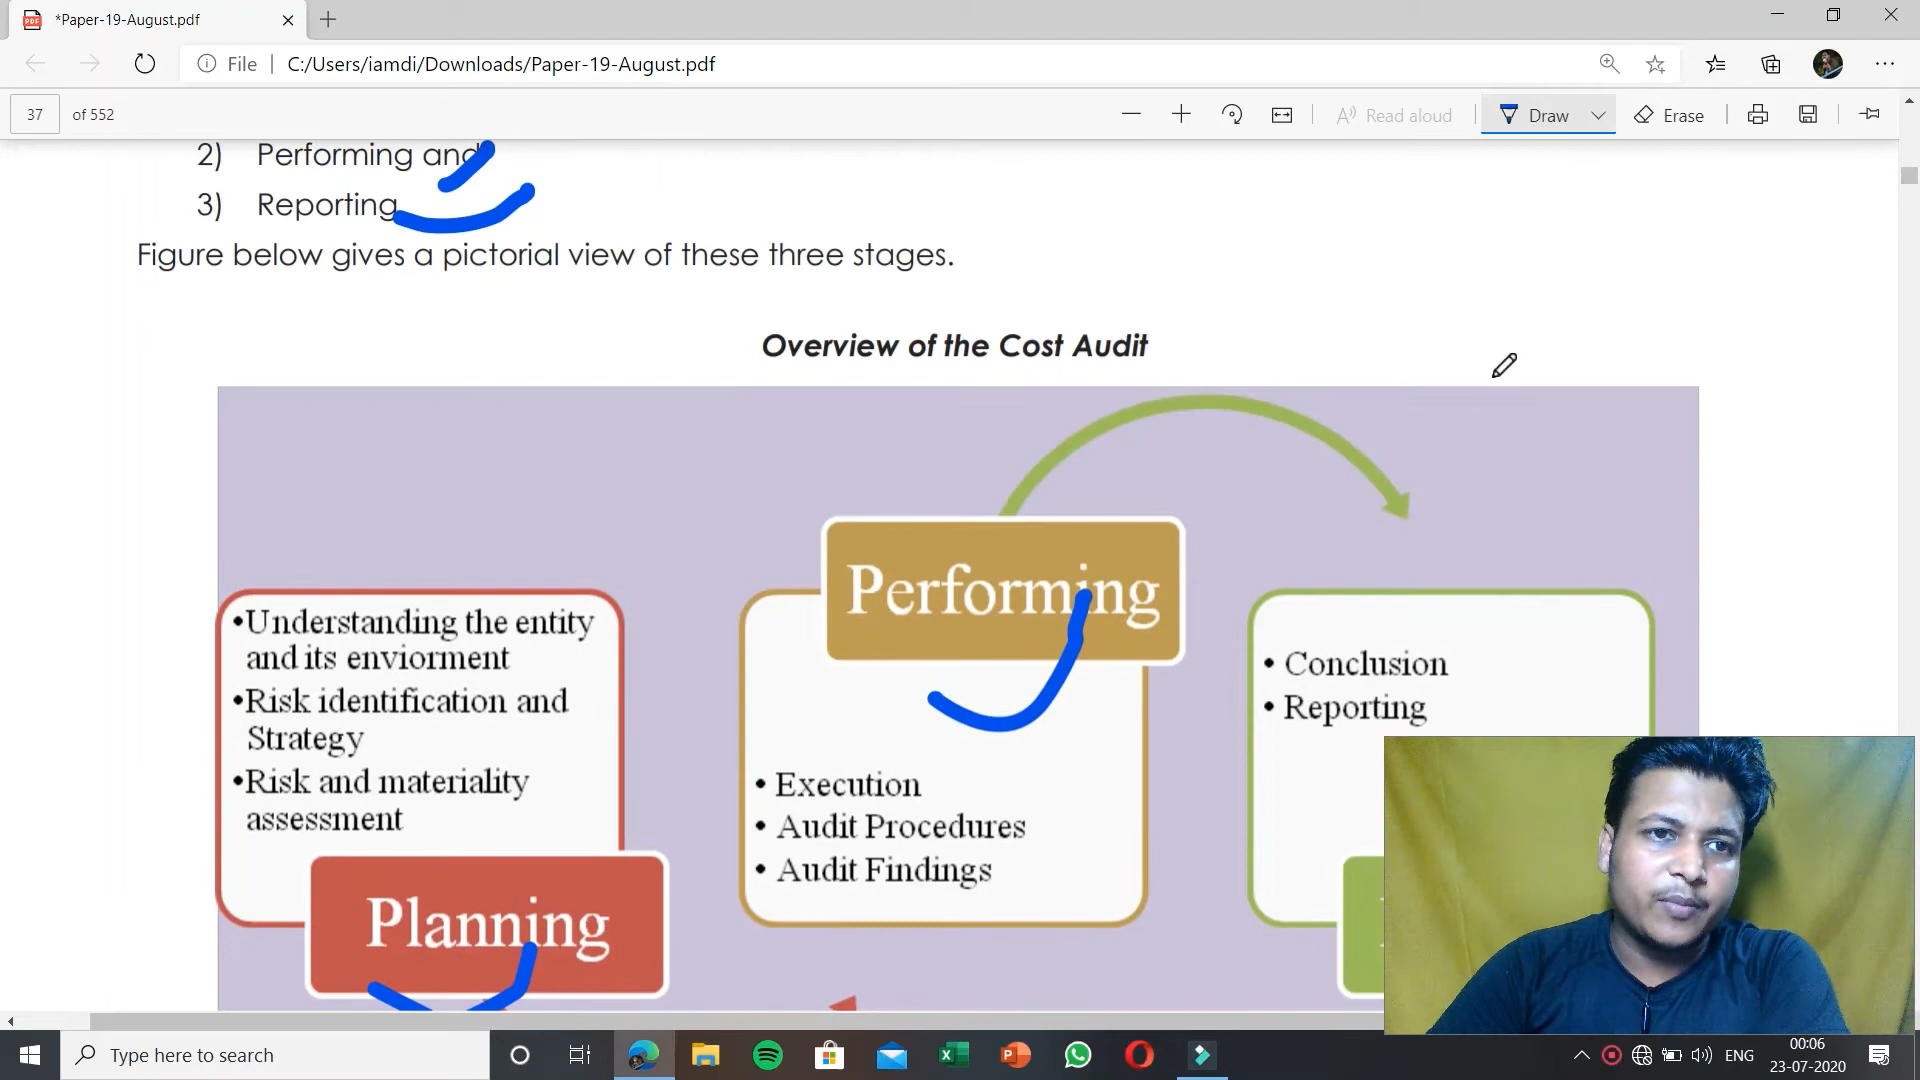 *Paper-19-August.pdf
File
C:/Users/iamdi/Downloads/Paper-19-August.pdf
37 of 552
Read aloud
Draw
Erase
2) Performing and
3) Reporting
Figure below gives a pictorial view of these three stages.
Overview of the Cost Audit
Performing
•Understanding the entity
and its enviorment
•Risk identification and
Strategy
•Risk and materiality
assessment
Planning
• Execution
• Audit Procedures
• Audit Findings
• Conclusion
• Reporting
Type here to search
ENG
00:06
23-07-2020